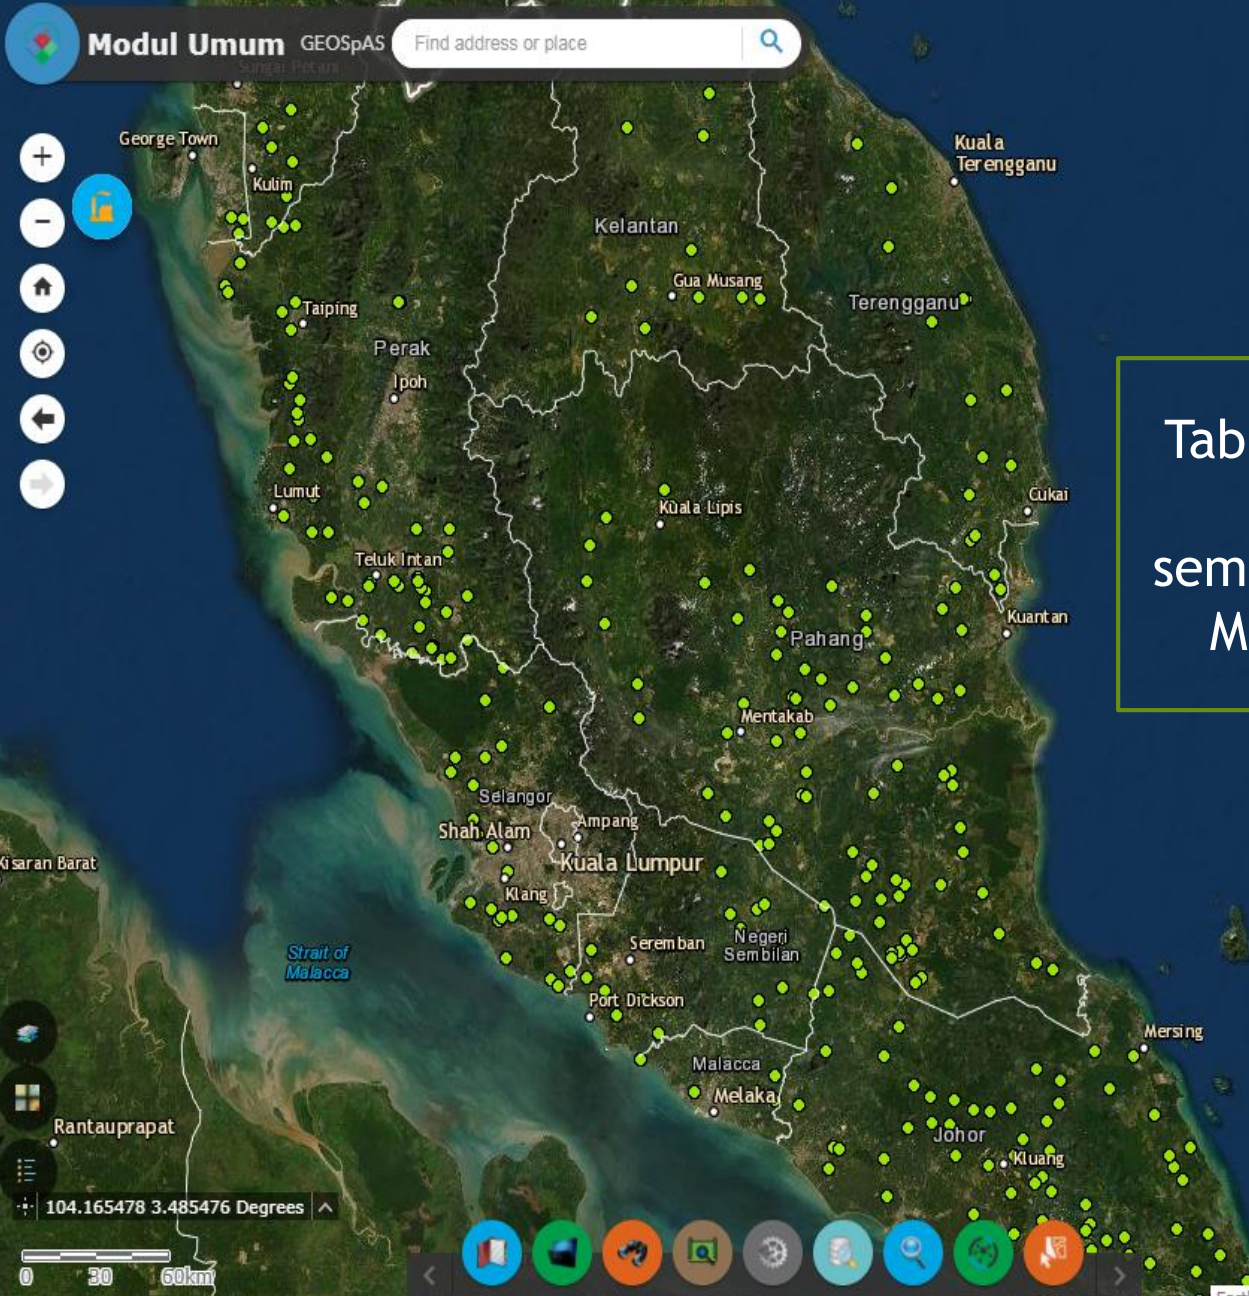 Modul Umum GEOSpAS
Find address or place
Sungai Petani
George Town
Kulim
Kuala
Terengganu
Kelantan
Gua Musang
Terengganu
Taiping
Perak
Ipoh
Tab
Lumut
Kuala Lipis
Cukai
Teluk Intan
sem
Kuantan
Pahang
M
Mentakab
Selangor
Shah Alam
Ampang
Kisaran Barat
Kuala Lumpur
Klang
Strait of
Malacca
Seremban
Negeri
Sembilan
Port Dickson
Mersing
Malacca
Melaka
Rantauprapat
Johor
Kluang
104.165478 3.485476 Degrees
0 30 60km